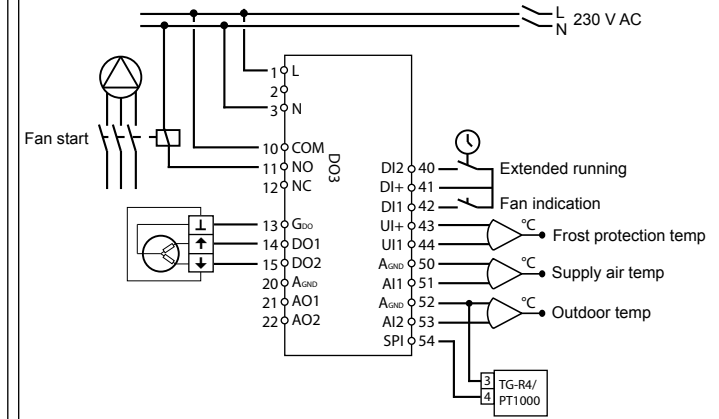 L
N
230 V AC
1 L
2
3 N
Fan start
10 COM
11 NO
12 NC
DO3
DI2 40 Extended running
DI+ 41
DI1 42 Fan indication
13 GDO
14 DO1
15 DO2
20 AGND
21 AO1
22 AO2
UI+ 43 °C
UI1 44 Frost protection temp
AGND 50 °C
AI1 51 Supply air temp
AGND 52 °C
AI2 53 Outdoor temp
SPI 54
3 TG-R4/
4 PT1000